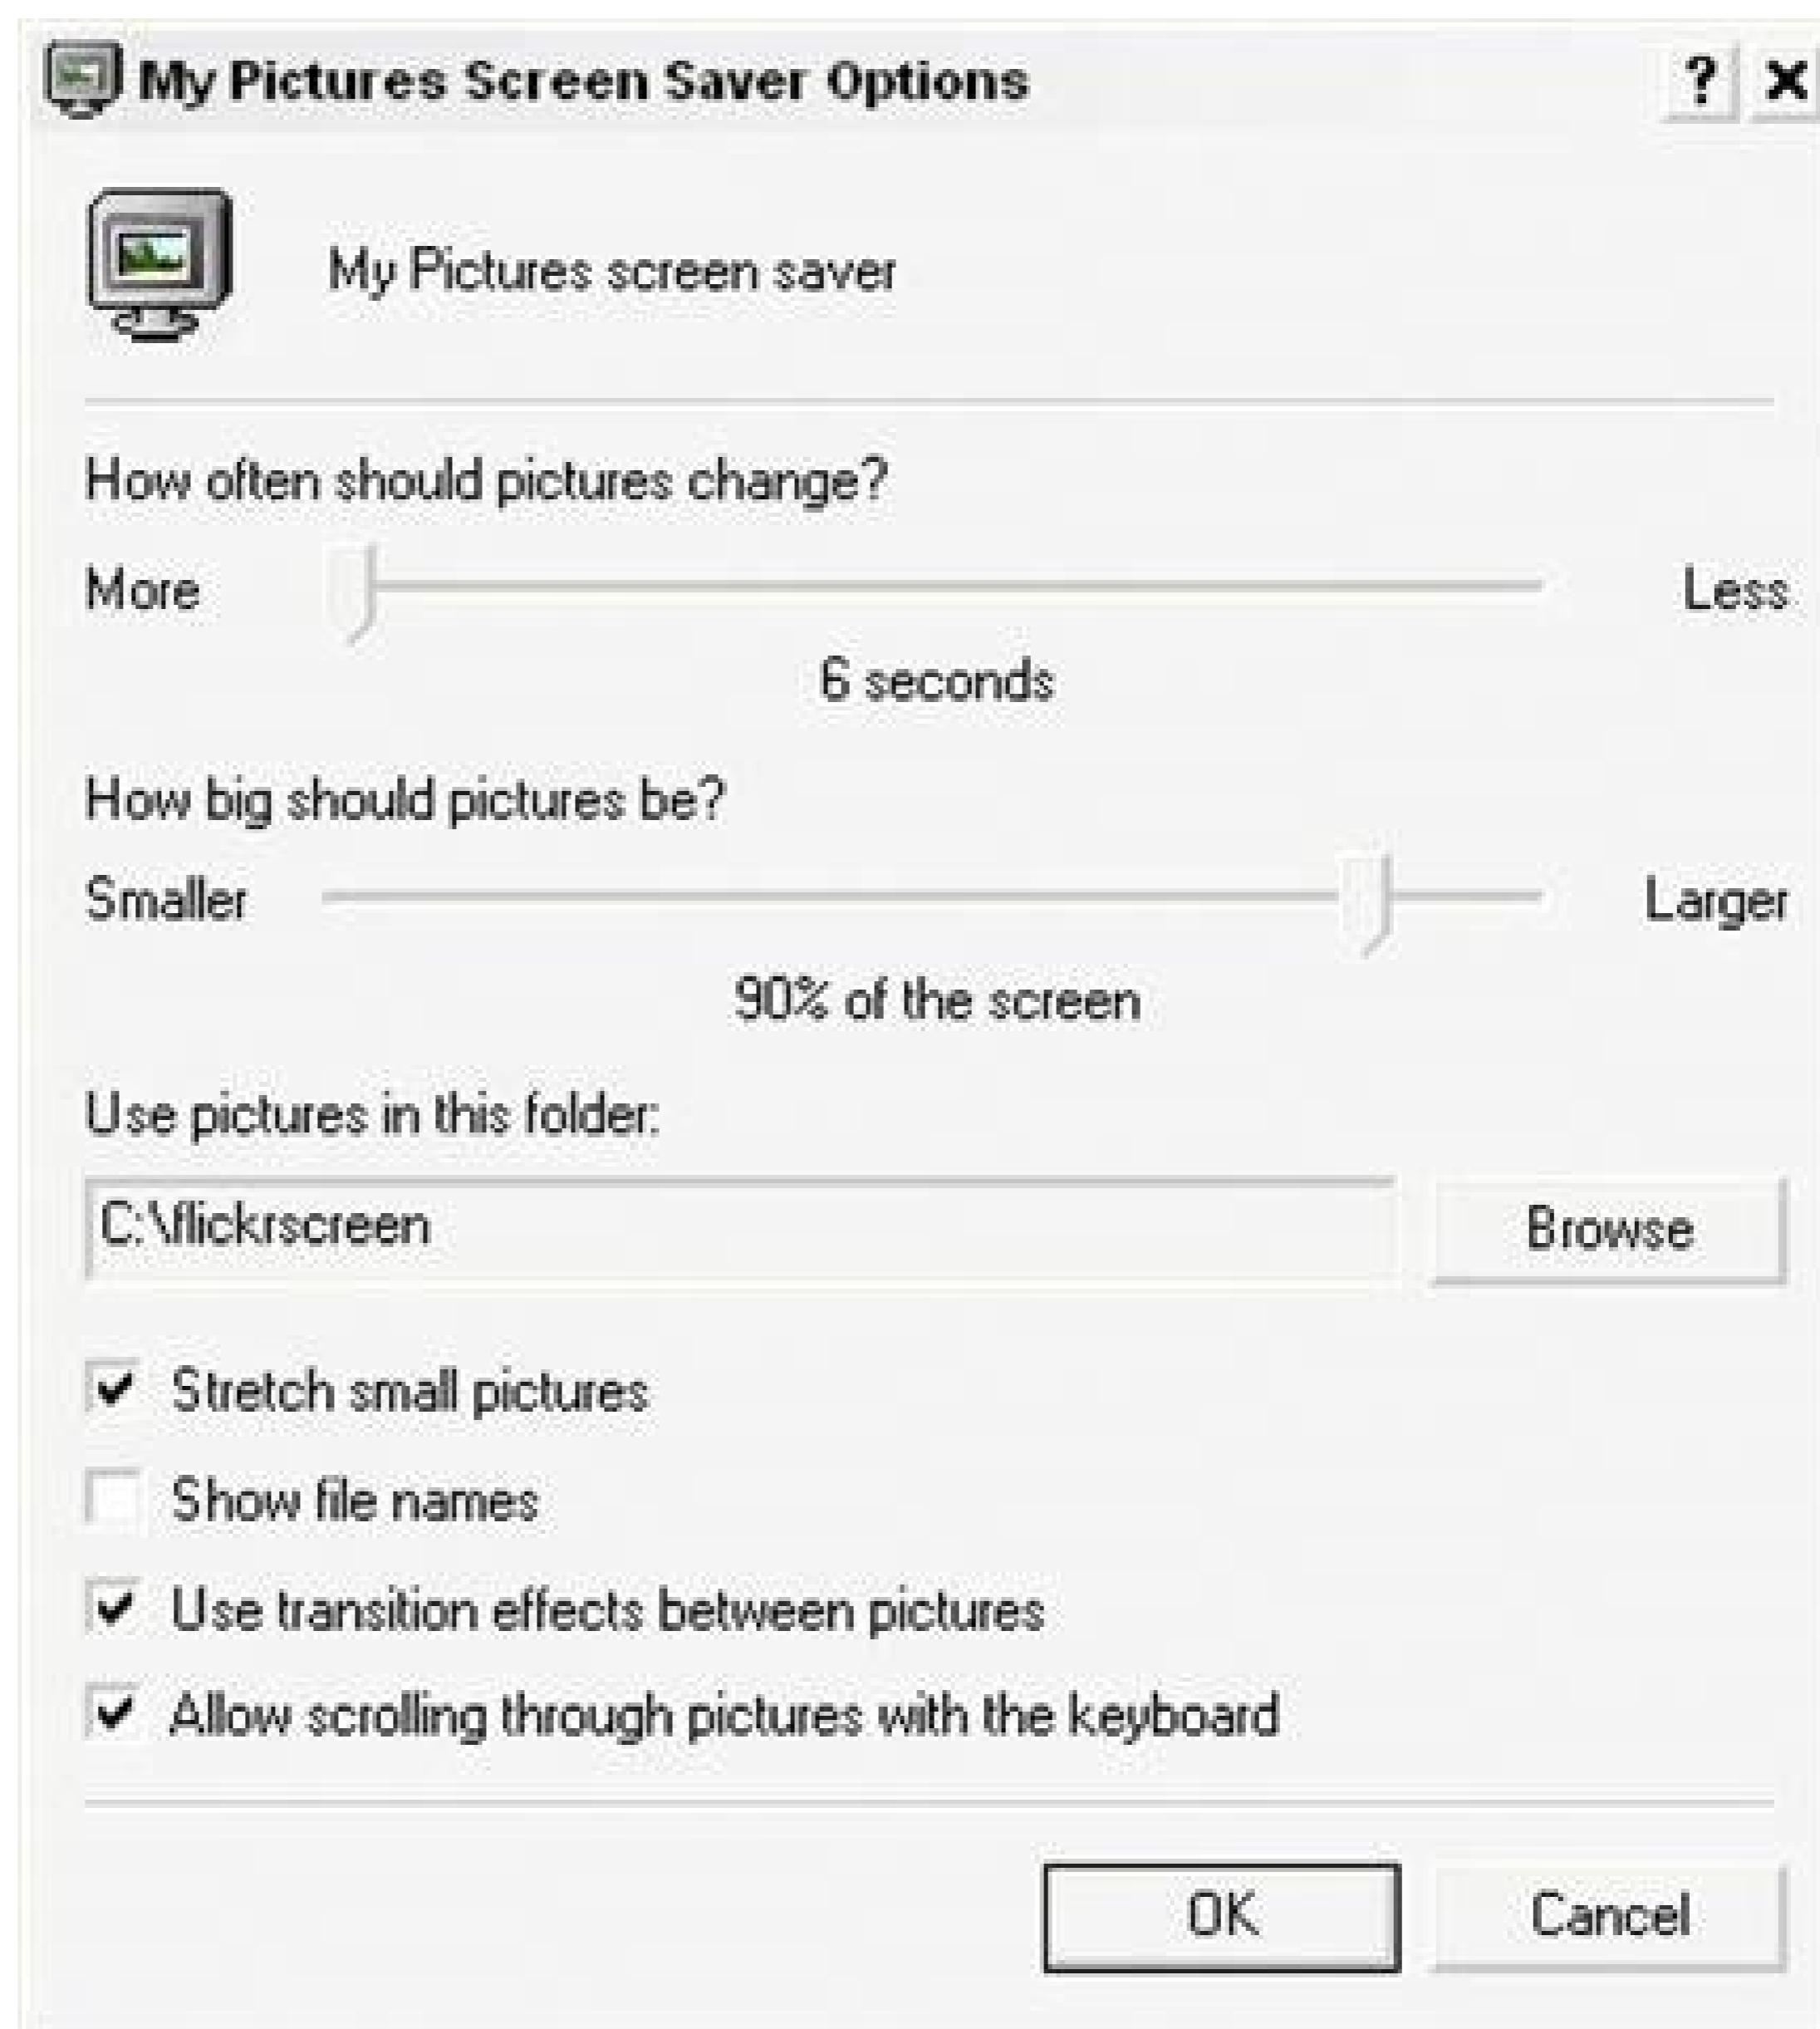 My Pictures Screen Saver Options
My Pictures screen saver
How often should pictures change?
More Less
6 seconds
How big should pictures be?
Smaller Larger
90% of the screen
Use pictures in this folder:
C:\flickrscreen Browse
Stretch small pictures
Show file names
Use transition effects between pictures
Allow scrolling through pictures with the keyboard
OK Cancel